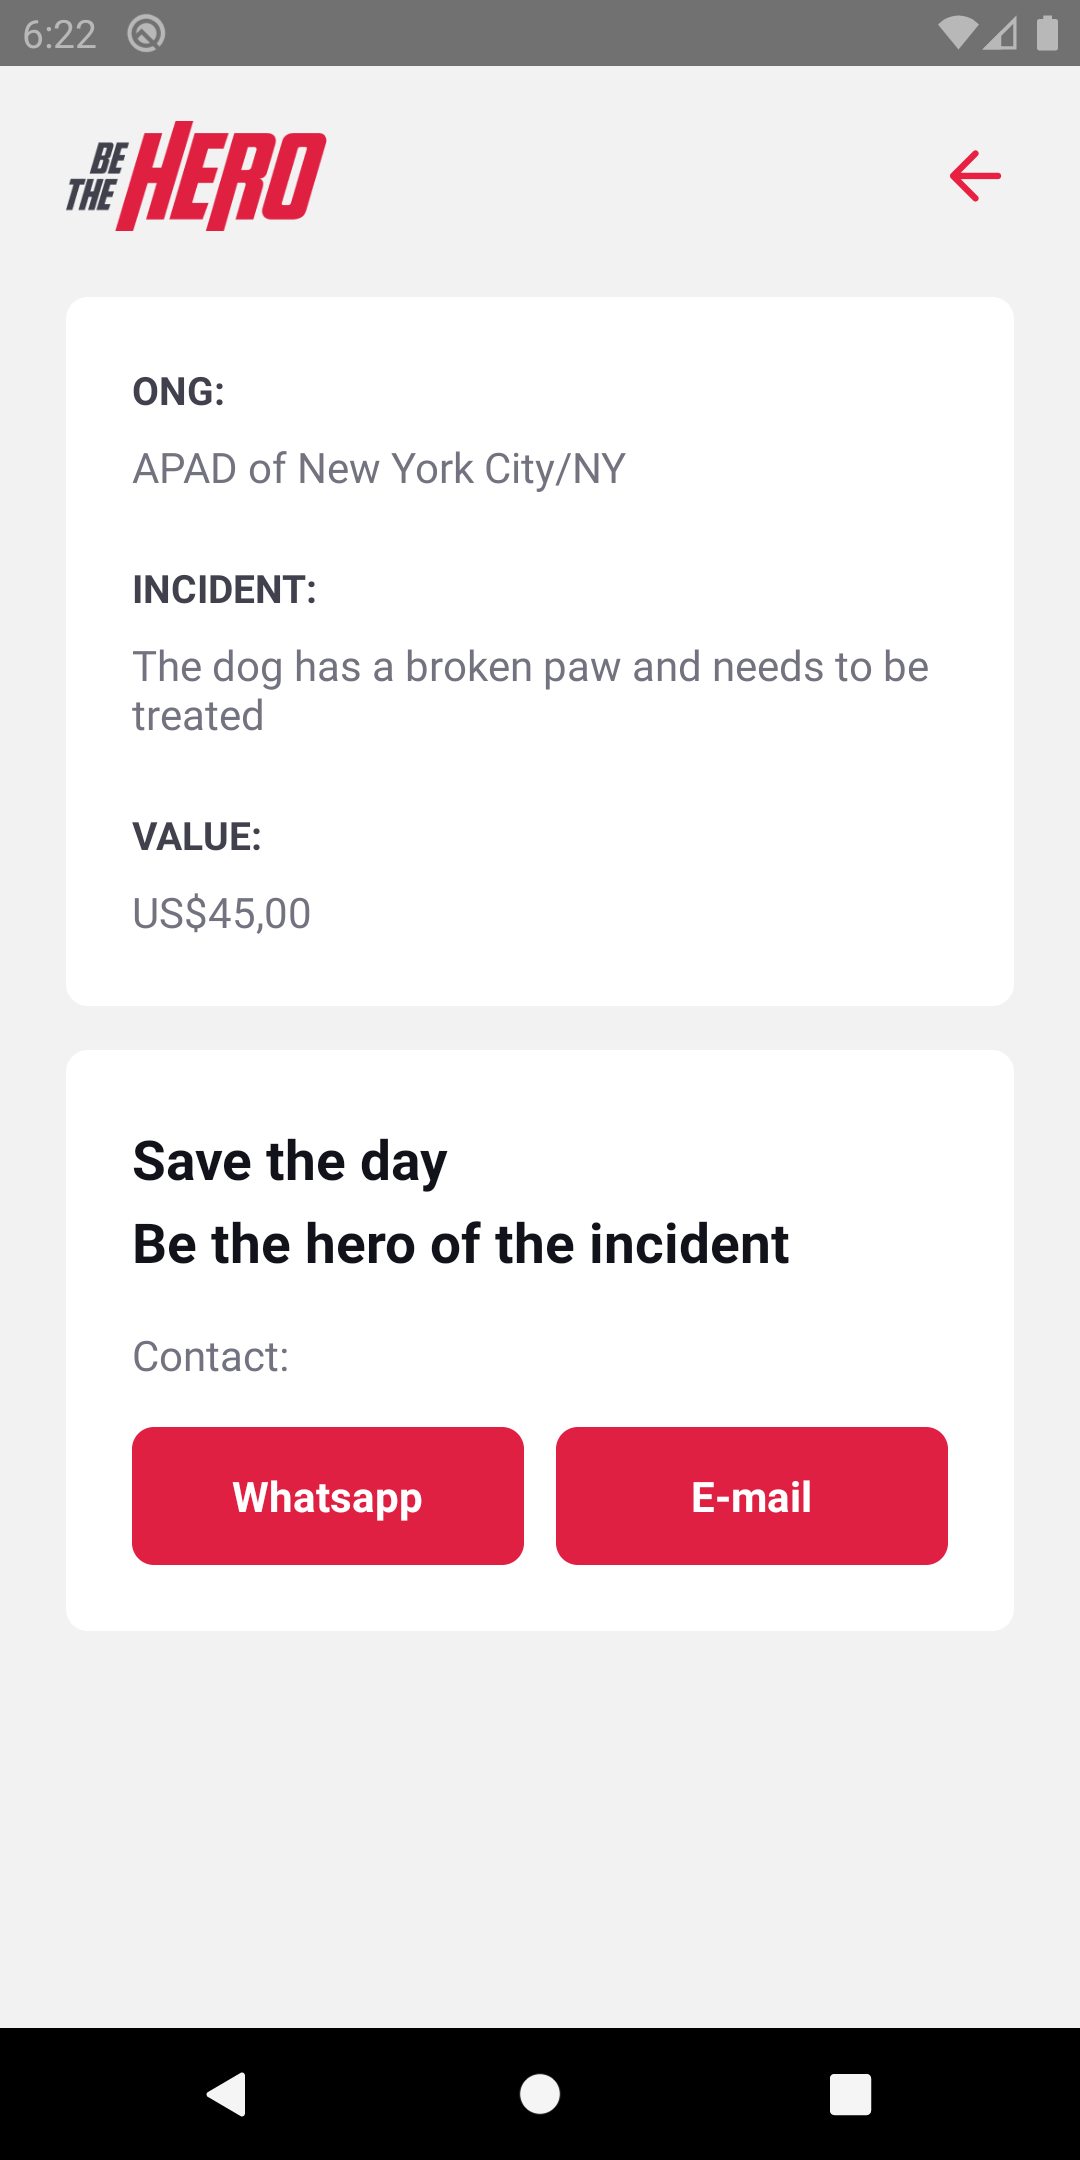 6:22
BE
THE HERO
ONG:
APAD of New York City/NY
INCIDENT:
The dog has a broken paw and needs to be
treated
VALUE:
US$45,00
Save the day
Be the hero of the incident
Contact:
Whatsapp
E-mail